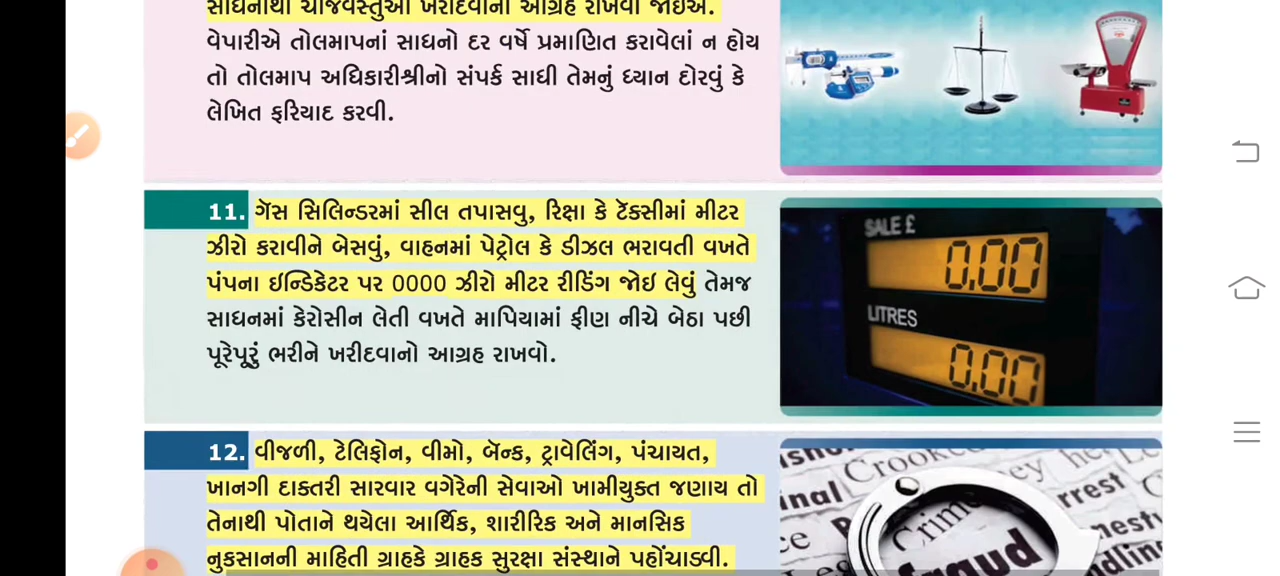 સાધનોથી ચીજવસ્તુઓ ખરીદવાનો આગ્રહ રાખવો જોઈએ.
વેપારીએ તોલમાપનાં સાધનો દર વર્ષે પ્રમાણિત કરાવેલાં ન હોય
તો તોલમાપ અધિકારીશ્રીનો સંપર્ક સાધી તેમનું ધ્યાન દોરવું કે
લેખિત ફરિયાદ કરવી.
11. ગૅસ સિલિન્ડરમાં સીલ તપાસવુ, રિક્ષા કે ટૅક્સીમાં મીટર
ઝીરો કરાવીને બેસવું, વાહનમાં પેટ્રોલ કે ડીઝલ ભરાવતી વખતે
પંપના ઇન્ડિકેટર પર 0000 ઝીરો મીટર રીડિંગ જોઇ લેવું તેમજ
સાધનમાં કેરોસીન લેતી વખતે માપિયામાં ફીણ નીચે બેઠા પછી
પૂરેપૂરું ભરીને ખરીદવાનો આગ્રહ રાખવો.
SALE £
0.00
LITRES
0.00
12. વીજળી, ટેલિફોન, વીમો, બૅન્ક, ટ્રાવેલિંગ, પંચાયત,
ખાનગી દાક્તરી સારવાર વગેરેની સેવાઓ ખામીયુક્ત જણાય તો
તેનાથી પોતાને થયેલા આર્થિક, શારીરિક અને માનસિક
નુકસાનની માહિતી ગ્રાહકે ગ્રાહક સુરક્ષા સંસ્થાને પહોંચાડવી.
Crooked
Crime
fraud